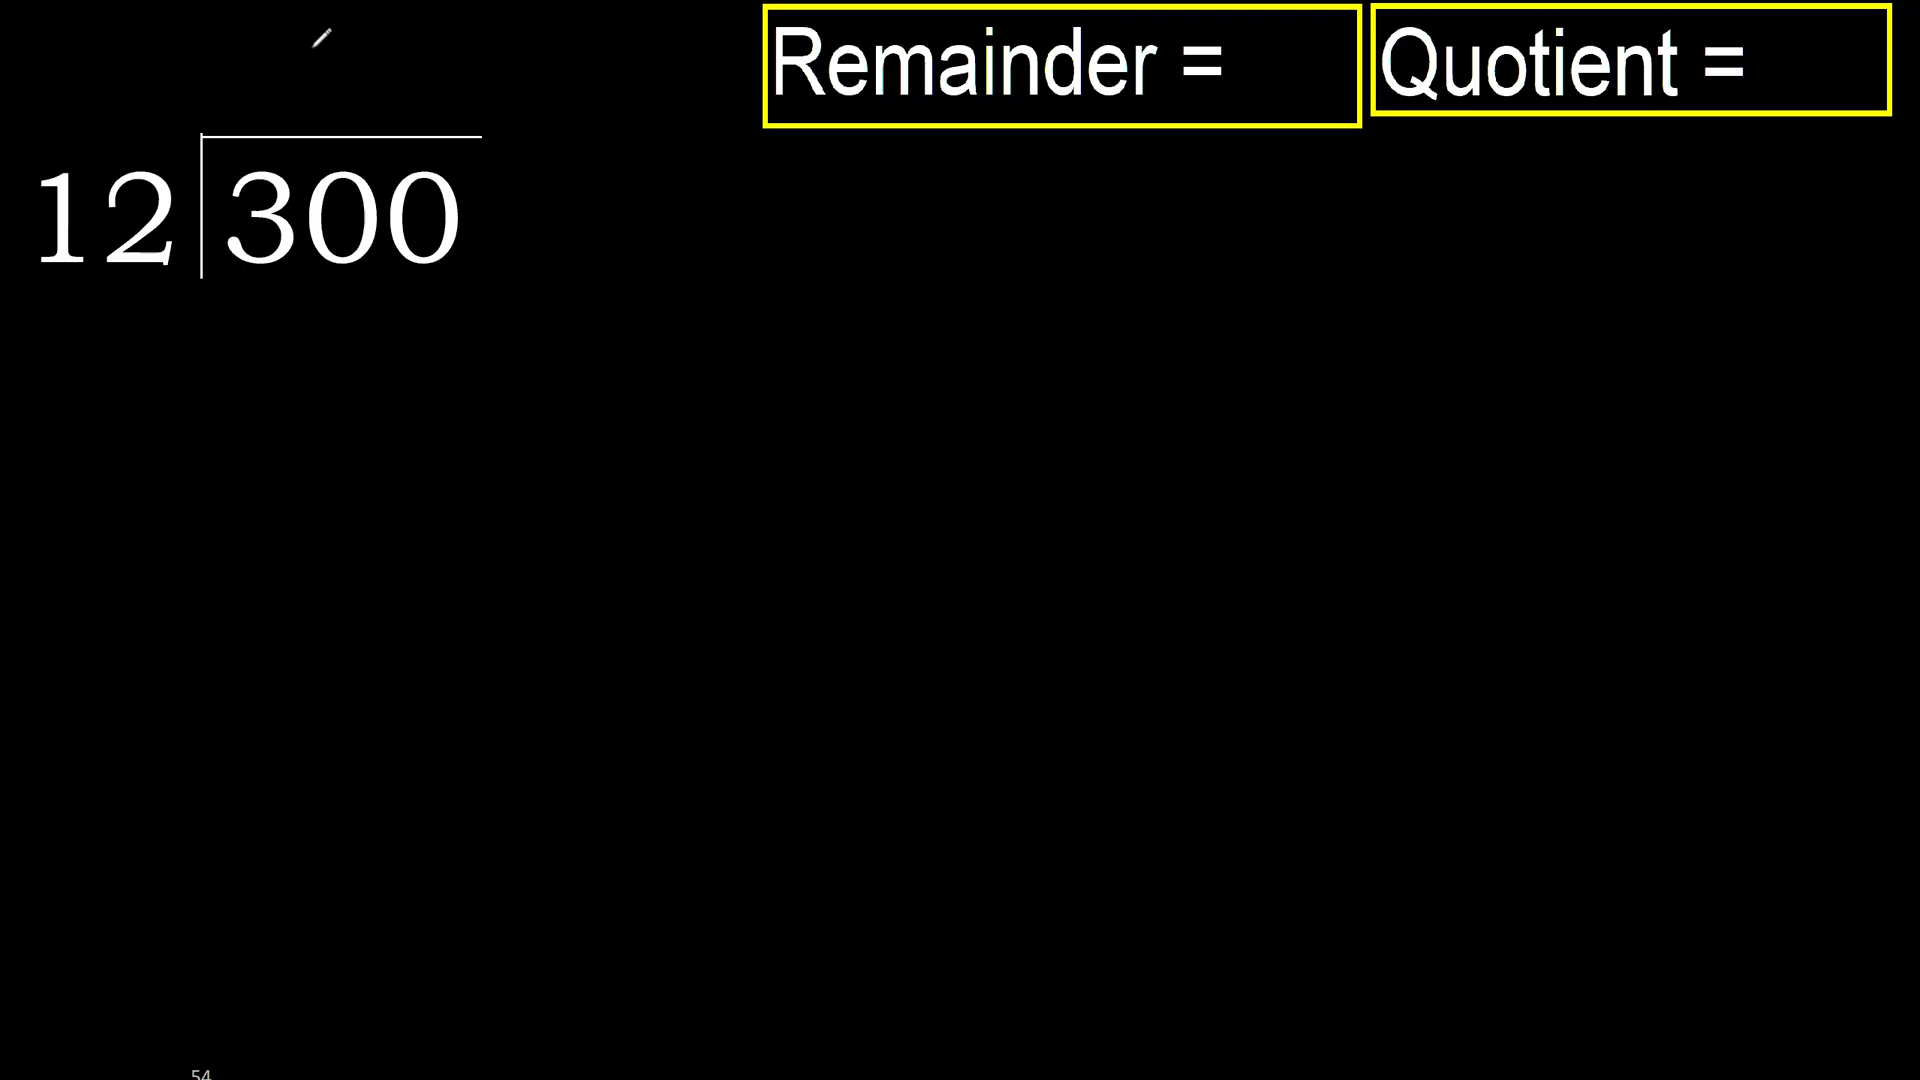 Remainder =
Quotient =
12 300
54